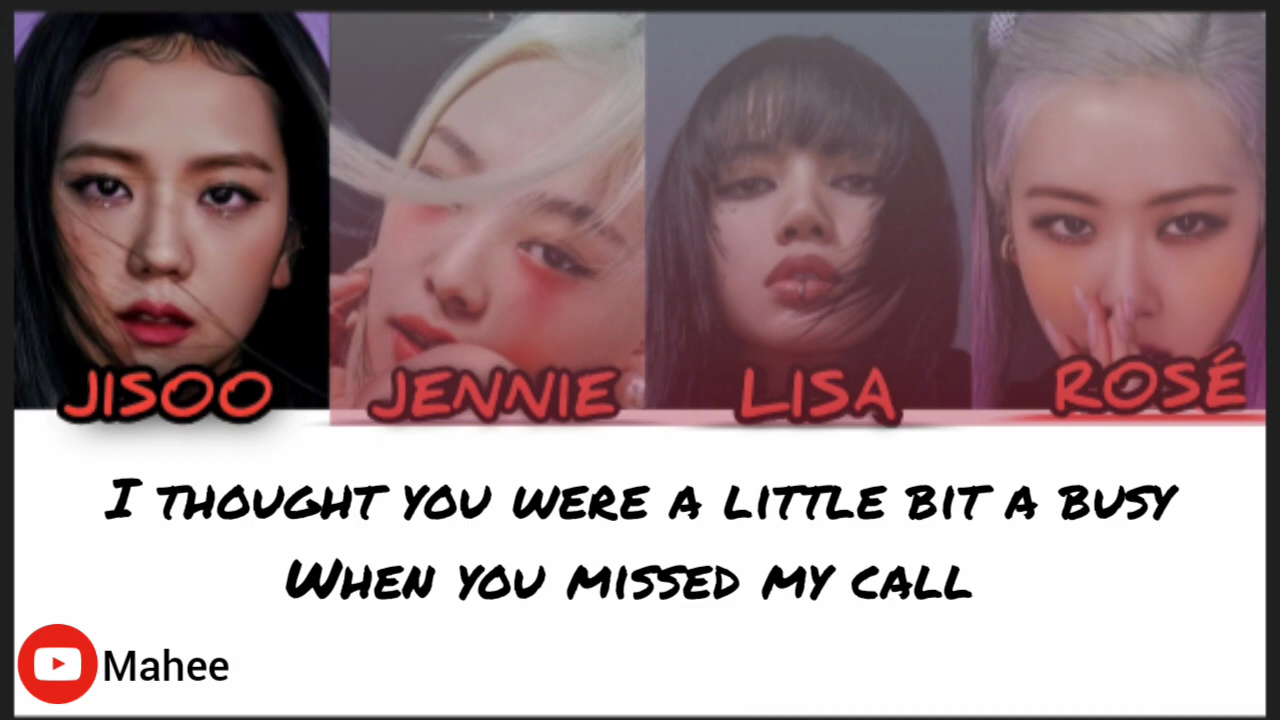 JISOO JENNIE LISA ROSÉ
I THOUGHT YOU WERE A LITTLE BIT A BUSY
WHEN YOU MISSED MY CALL
Mahee